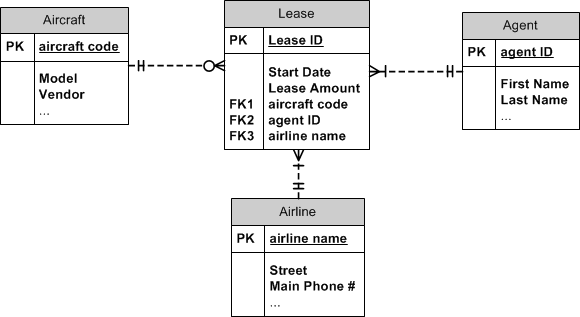 Aircraft
PK aircraft code
Model
Vendor
...
Lease
PK Lease ID
Start Date
Lease Amount
FK1 aircraft code
FK2 agent ID
FK3 airline name
Agent
PK agent ID
First Name
Last Name
...
Airline
PK airline name
Street
Main Phone #
...